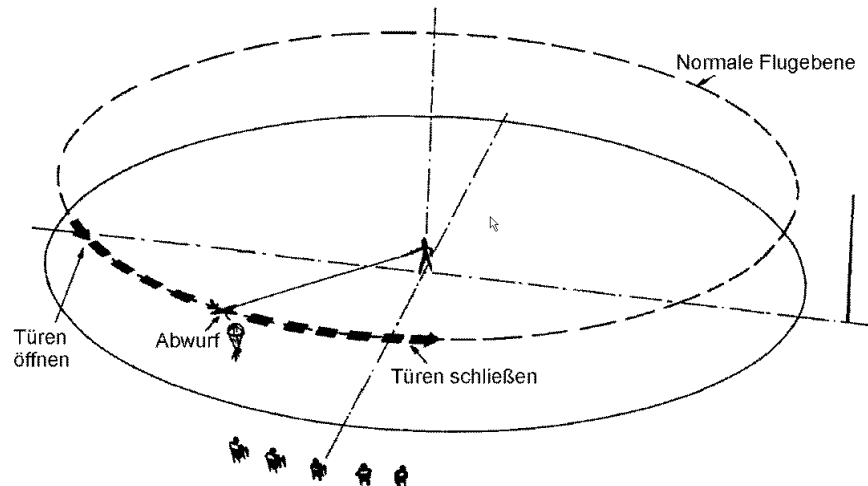 Normale Flugebene
Türen
öffnen
Abwurf
Türen schließen